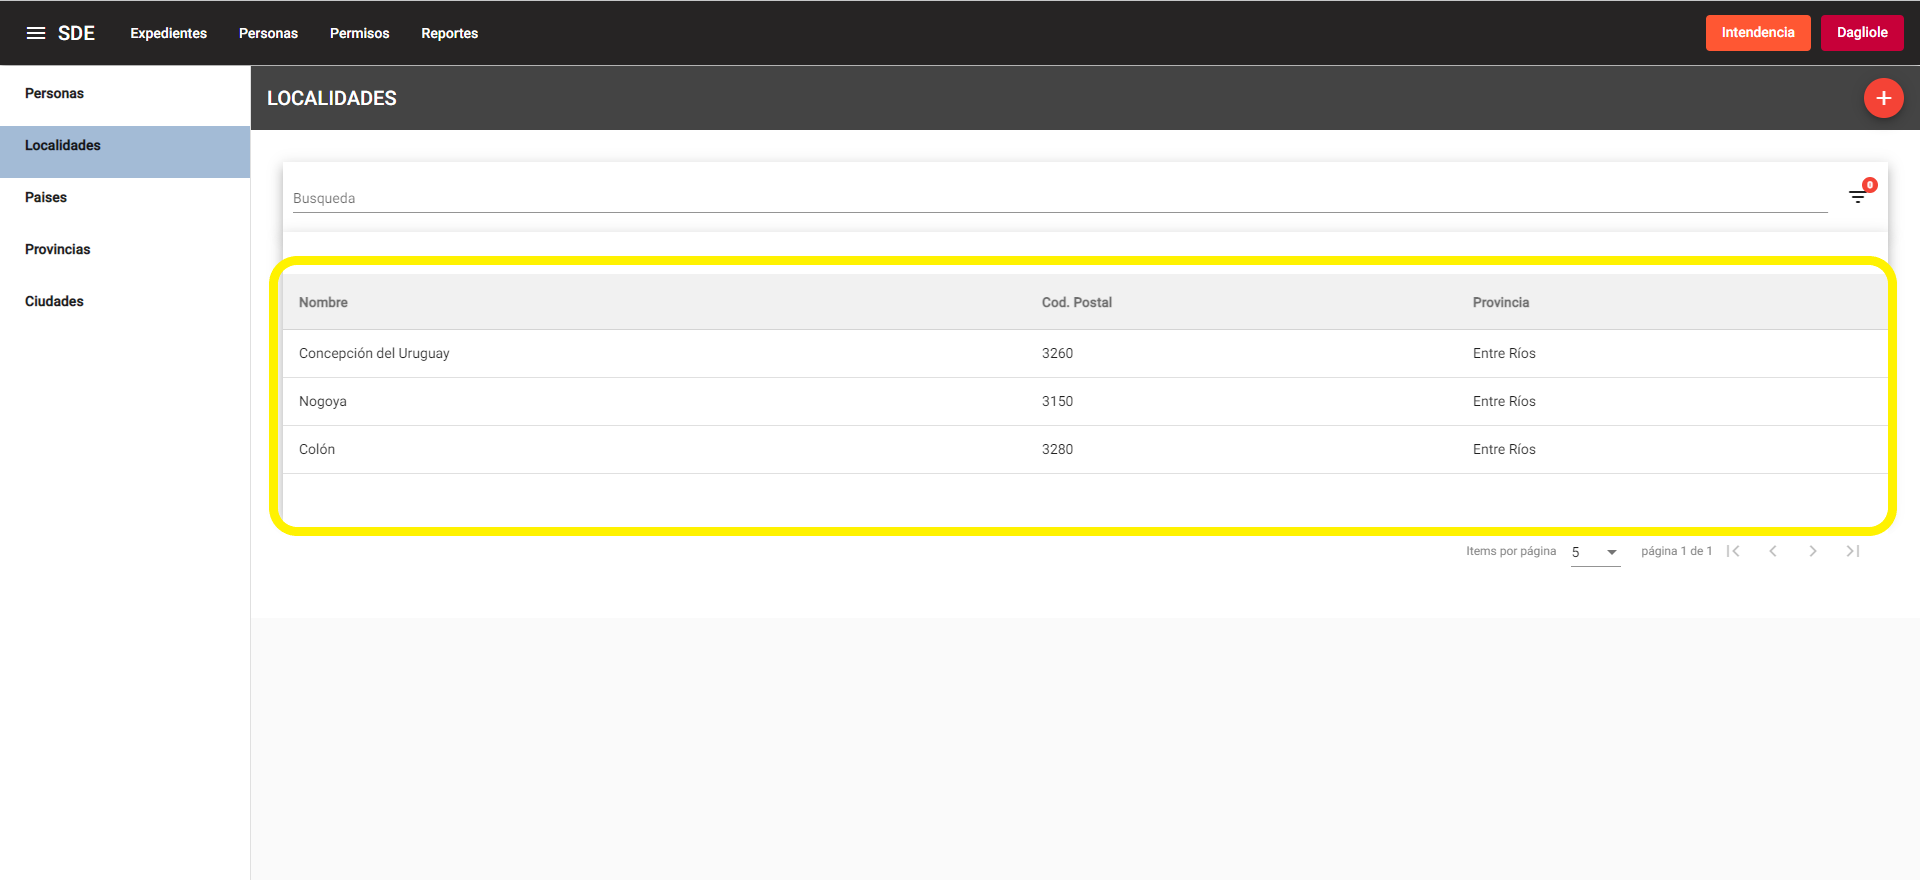 SDE Expedientes Personas Permisos Reportes Intendencia Dagliole
Personas
Localidades
Paises
Provincias
Ciudades
LOCALIDADES
+
Busqueda
0
Nombre Cod. Postal Provincia
Concepción del Uruguay 3260 Entre Ríos
Nogoya 3150 Entre Ríos
Colón 3280 Entre Ríos
Items por página 5 página 1 de 1